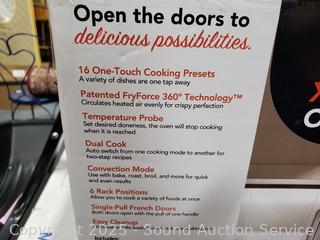 Open the doors to
delicious possibilities.
16 One-Touch Cooking Presets
A variety of dishes are one tap away
Patented FryForce 360° Technology™
Circulates heated air evenly for crispy perfection
Temperature Probe
Set desired doneness, the oven will stop cooking
when it is reached
Dual Cook
Auto switch from one cooking mode to another for
two-step recipes
Convection Mode
Use with bake, roast, broil, and more for quick
and even results
6 Rack Positions
Allow you to cook a variety of foods at once
Single-Pull French Doors
Both doors open with the pull of one handle
Easy Cleanup
Includes:
Copyright 2025 - Sound Auction Service